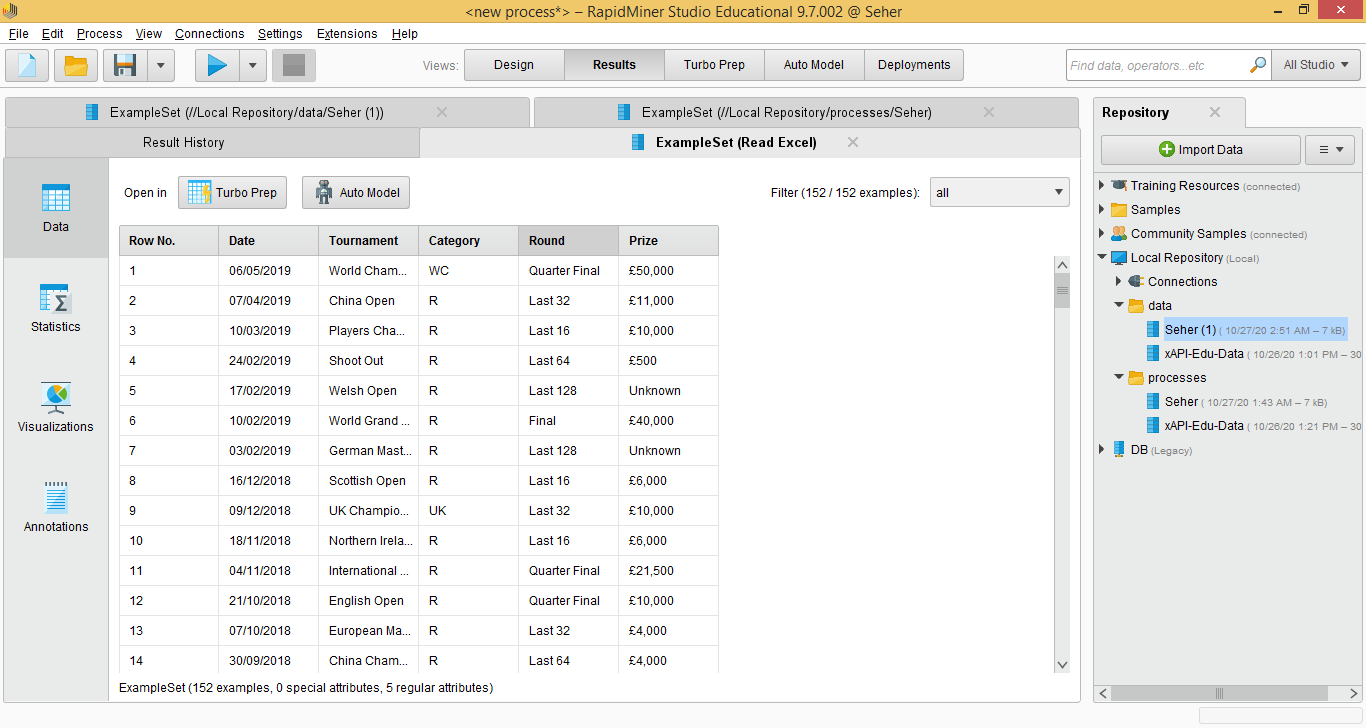 <new process*> – RapidMiner Studio Educational 9.7.002 @ Seher
File Edit Process View Connections Settings Extensions Help
Views: Design Results Turbo Prep Auto Model Deployments Find data, operators...etc All Studio
ExampleSet (//Local Repository/data/Seher (1)) ExampleSet (//Local Repository/processes/Seher)
Result History ExampleSet (Read Excel)
Data
Statistics
Visualizations
Annotations
Open in Turbo Prep Auto Model Filter (152 / 152 examples): all
Row No. Date Tournament Category Round Prize
1 06/05/2019 World Cham... WC Quarter Final £50,000
2 07/04/2019 China Open R Last 32 £11,000
3 10/03/2019 Players Cha... R Last 16 £10,000
4 24/02/2019 Shoot Out R Last 64 £500
5 17/02/2019 Welsh Open R Last 128 Unknown
6 10/02/2019 World Grand ... R Final £40,000
7 03/02/2019 German Mast... R Last 128 Unknown
8 16/12/2018 Scottish Open R Last 16 £6,000
9 09/12/2018 UK Champio... UK Last 32 £10,000
10 18/11/2018 Northern Irela... R Last 16 £6,000
11 04/11/2018 International ... R Quarter Final £21,500
12 21/10/2018 English Open R Quarter Final £10,000
13 07/10/2018 European Ma... R Last 32 £4,000
14 30/09/2018 China Cham... R Last 64 £4,000
ExampleSet (152 examples, 0 special attributes, 5 regular attributes)
Repository
Import Data
Training Resources (connected)
Samples
Community Samples (connected)
Local Repository (Local)
Connections
data
Seher (1) ( 10/27/20 2:51 AM – 7 kB)
xAPI-Edu-Data ( 10/26/20 1:01 PM – 30
processes
Seher ( 10/27/20 1:43 AM – 7 kB)
xAPI-Edu-Data ( 10/26/20 1:21 PM – 30
DB (Legacy)